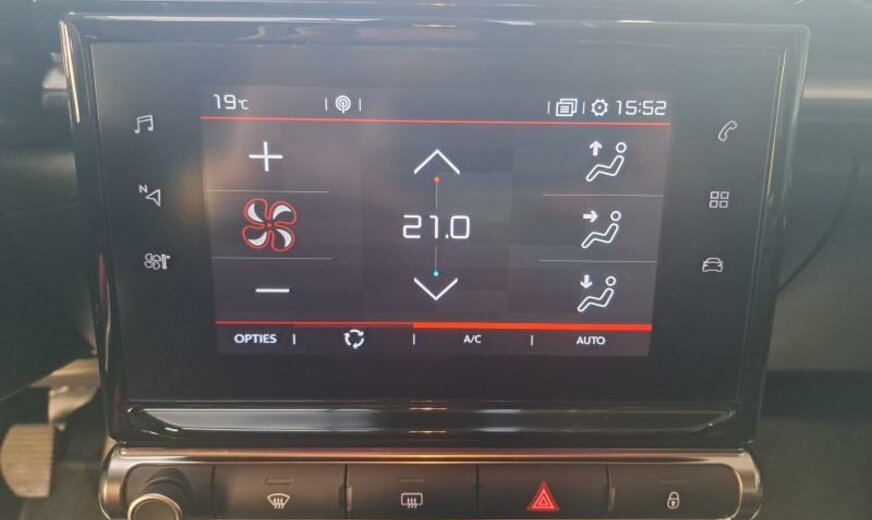 19°C 15:52
N
21.0
OPTIES A/C AUTO